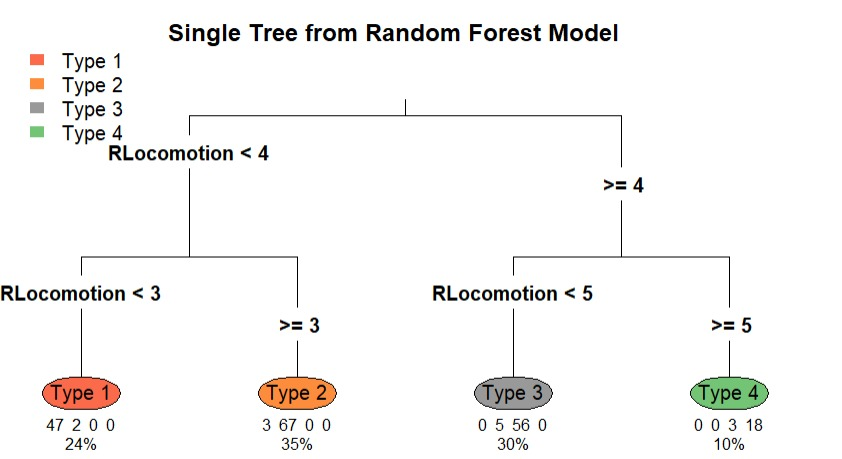 Single Tree from Random Forest Model
Type 1
Type 2
Type 3
Type 4
RLocomotion < 4
>= 4
RLocomotion < 3
>= 3
RLocomotion < 5
>= 5
Type 1
Type 2
Type 3
Type 4
47 2 0 0
3 67 0 0
0 5 56 0
0 0 3 18
24%
35%
30%
10%